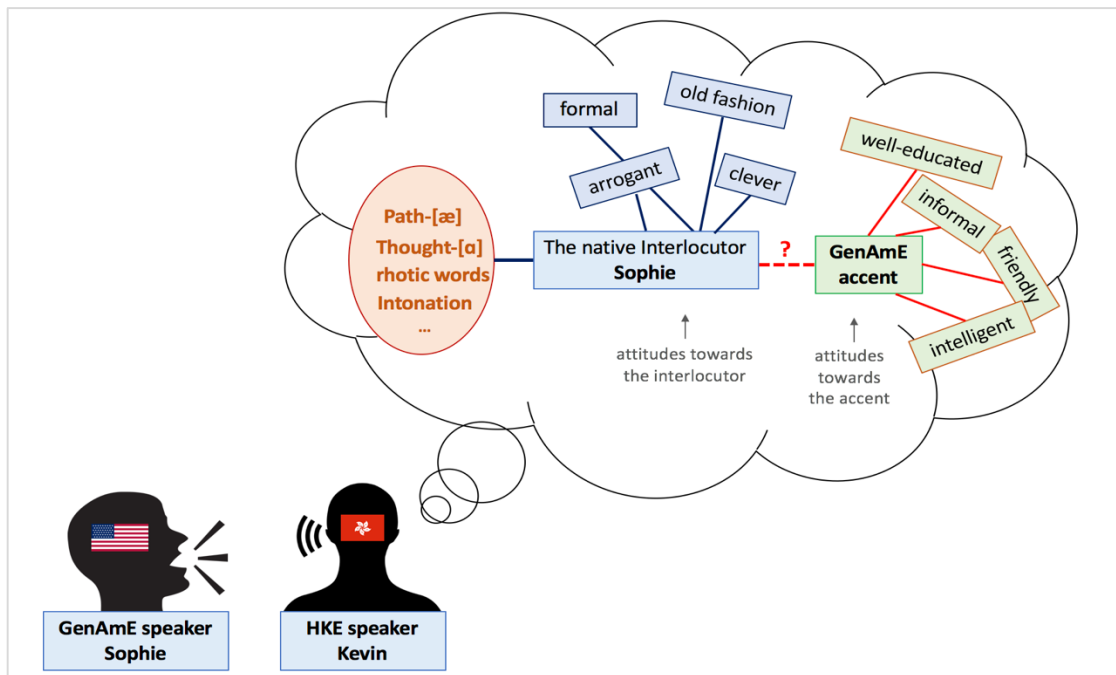 old fashion
formal
well-educated
arrogant
clever
informal
Path-[æ]
Thought-[ɑ]
rhotic words
Intonation
...
The native Interlocutor
Sophie
?
GenAmE
accent
friendly
intelligent
attitudes towards
the interlocutor
attitudes
towards
the accent
GenAmE speaker
Sophie
HKE speaker
Kevin